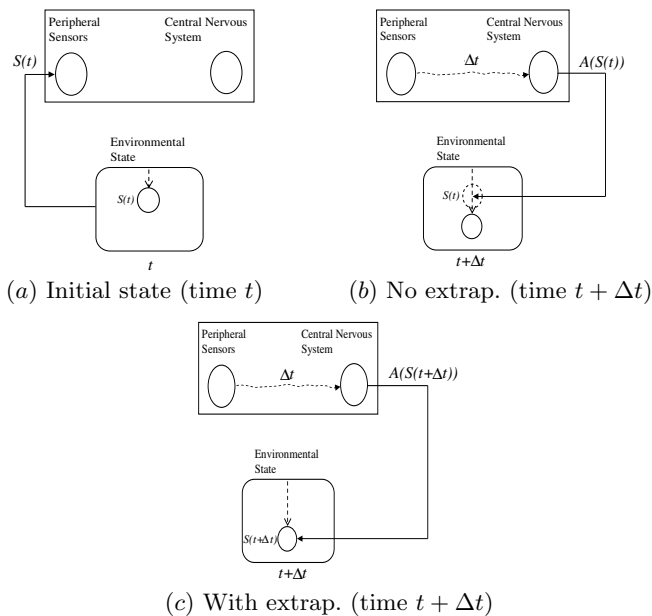 Peripheral Sensors
Central Nervous System
S(t)
Environmental State
S(t)
t
(a) Initial state (time t)
Peripheral Sensors
Central Nervous System
Δt
A(S(t))
Environmental State
S(t)
t+Δt
(b) No extrap. (time t + Δt)
Peripheral Sensors
Central Nervous System
Δt
A(S(t+Δt))
Environmental State
S(t+Δt)
t+Δt
(c) With extrap. (time t + Δt)